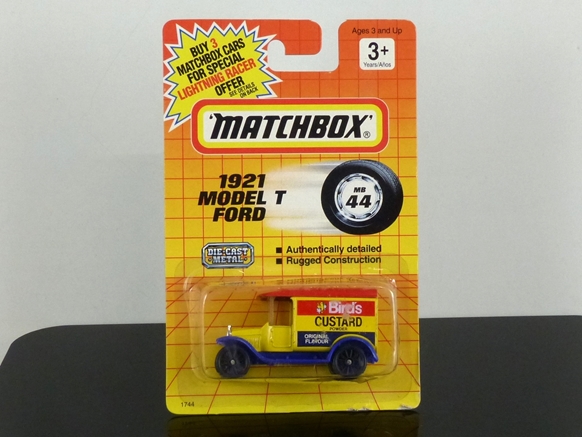 BUY 3
MATCHBOX CARS
FOR SPECIAL
LIGHTNING RACER
OFFER
SEE DETAILS
ON BACK
Ages 3 and Up
3+
Years/Años
'MATCHBOX'®
1921
MODEL T
FORD
MB
44
DIE-CAST
METAL
■ Authentically detailed
■ Rugged Construction
Bird's
CUSTARD
POWDER
ORIGINAL
FLAVOUR
1744